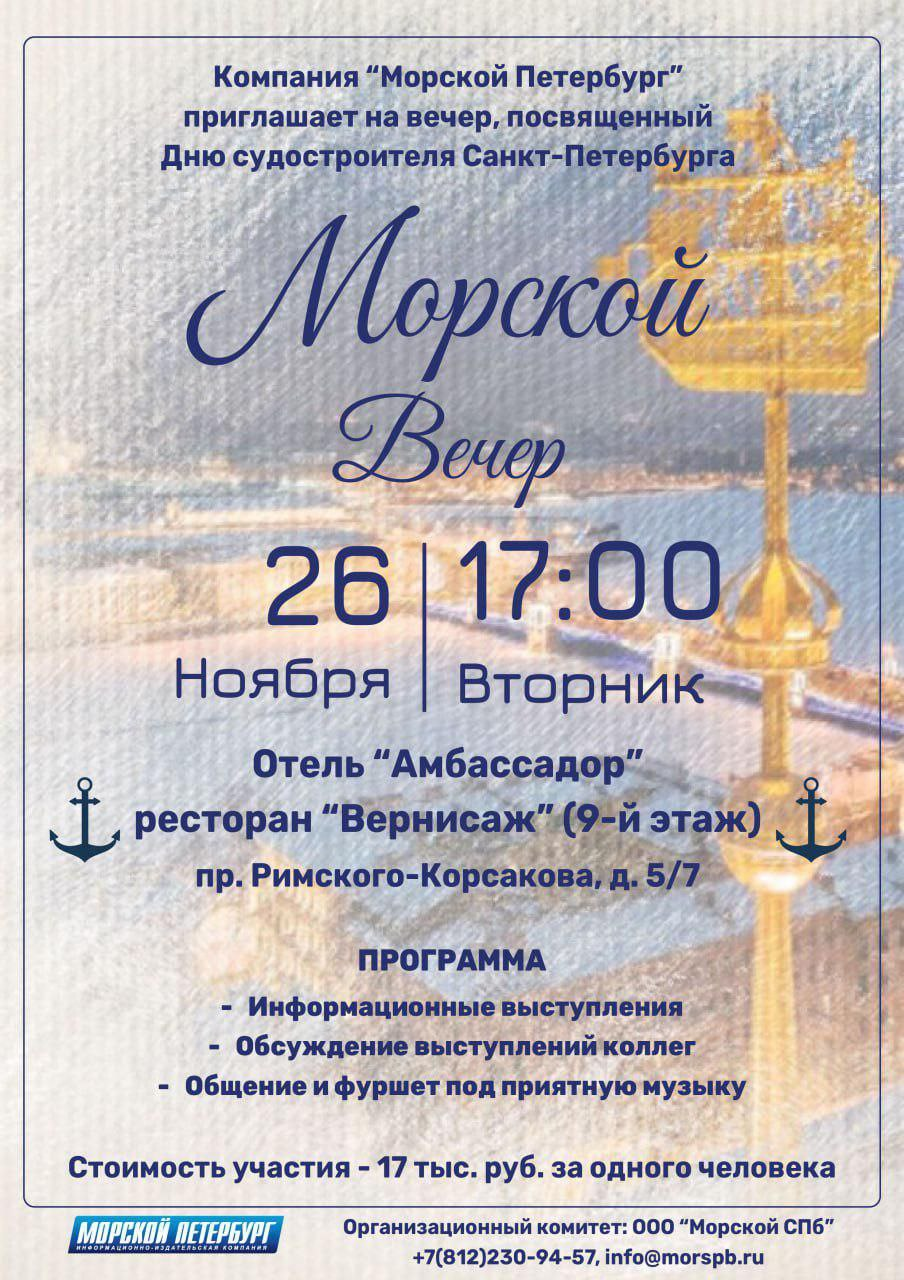 Компания “Морской Петербург”
приглашает на вечер, посвященный
Дню судостроителя Санкт-Петербурга
Морской
Вечер
26
Ноября
17:00
Вторник
Отель “Амбассадор”
ресторан “Вернисаж” (9-й этаж)
пр. Римского-Корсакова, д. 5/7
ПРОГРАММА
- Информационные выступления
- Обсуждение выступлений коллег
- Общение и фуршет под приятную музыку
Стоимость участия - 17 тыс. руб. за одного человека
МОРСКОЙ ПЕТЕРБУРГ
ИНФОРМАЦИОННО-ИЗДАТЕЛЬСКАЯ КОМПАНИЯ
Организационный комитет: ООО “Морской СПб”
+7(812)230-94-57, info@morspb.ru